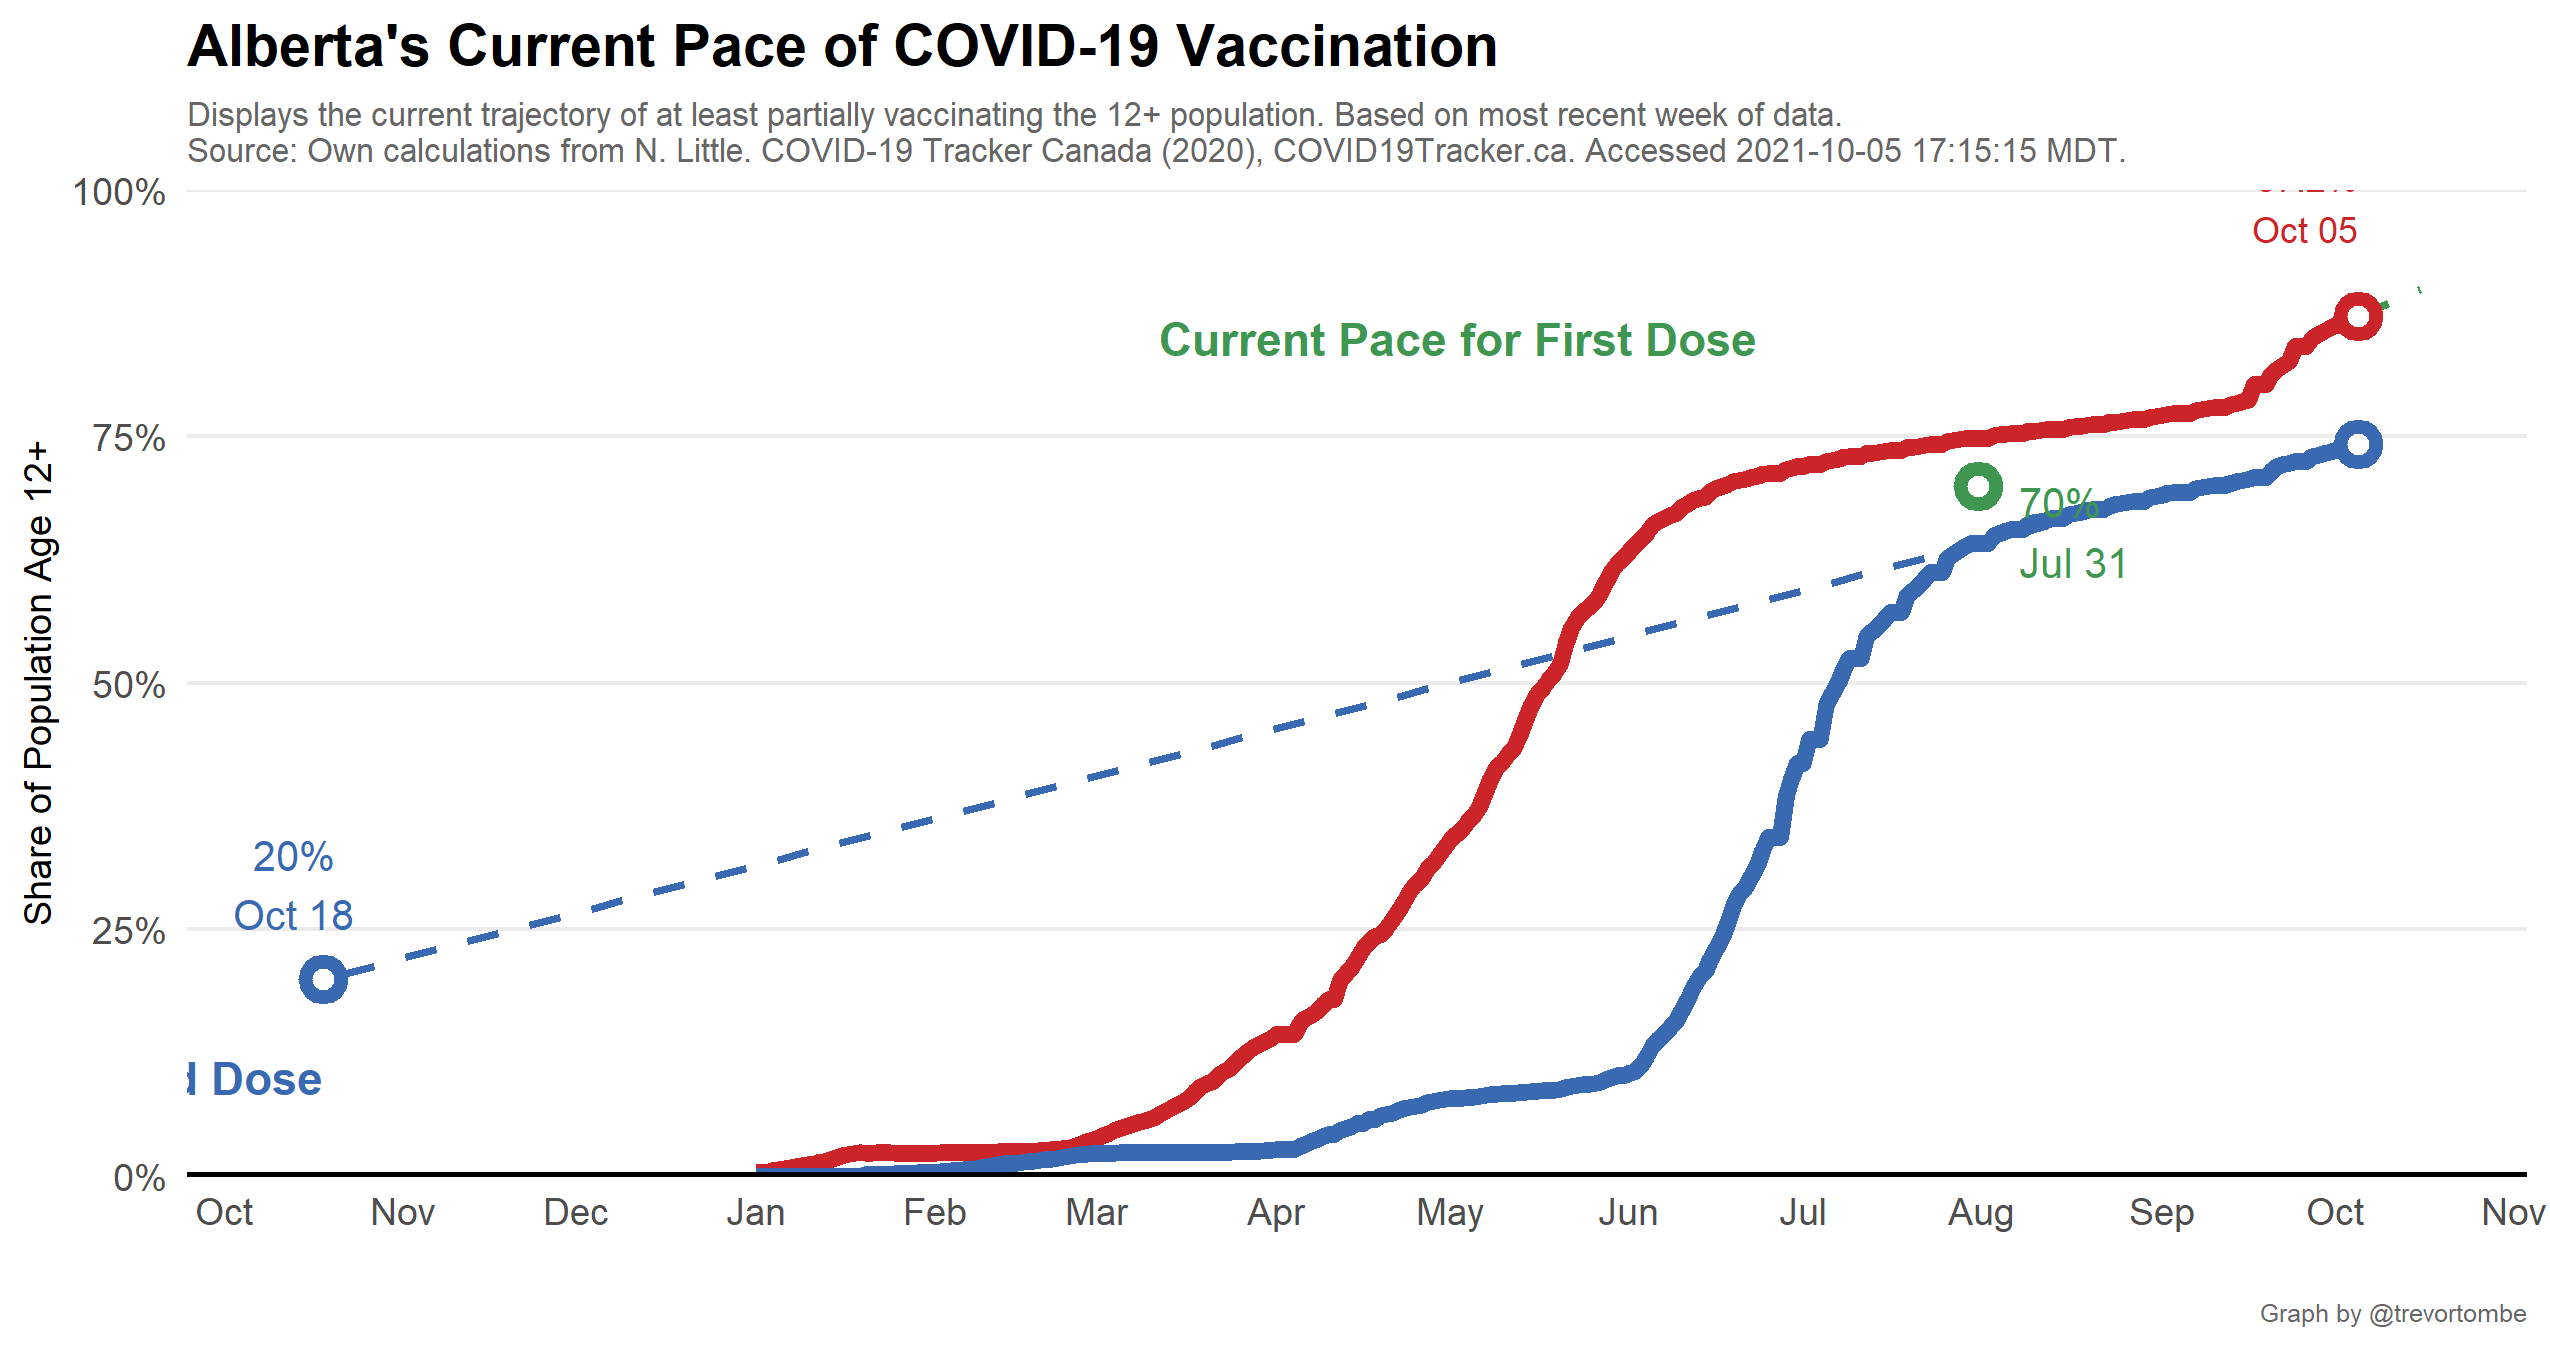 Alberta's Current Pace of COVID-19 Vaccination
Displays the current trajectory of at least partially vaccinating the 12+ population. Based on most recent week of data.
Source: Own calculations from N. Little. COVID-19 Tracker Canada (2020), COVID19Tracker.ca. Accessed 2021-10-05 17:15:15 MDT.
100%
75%
50%
25%
0%
Share of Population Age 12+
Oct 05
Current Pace for First Dose
70%
Jul 31
20%
Oct 18
d Dose
Oct Nov Dec Jan Feb Mar Apr May Jun Jul Aug Sep Oct Nov
Graph by @trevortombe